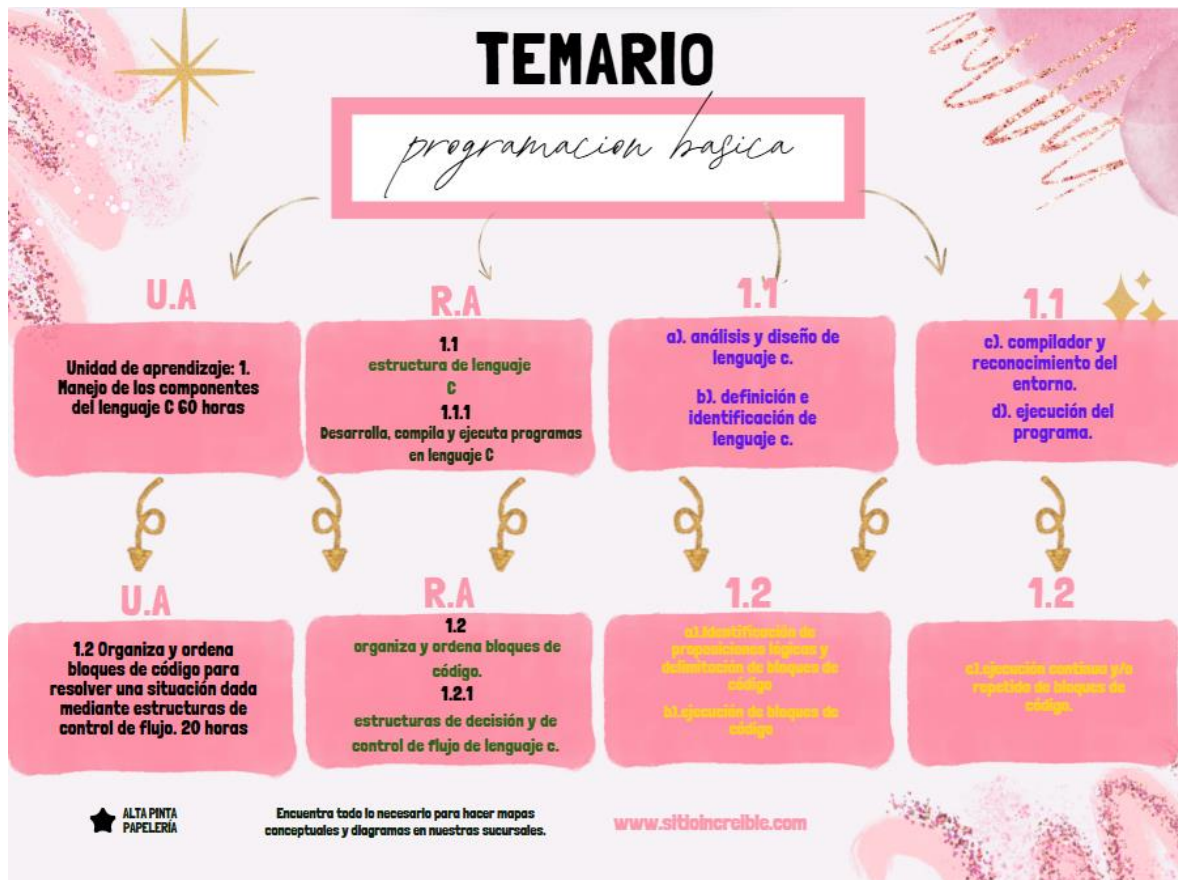 TEMARIO
programacion basica
U.A
Unidad de aprendizaje: 1.
Manejo de los componentes
del lenguaje C 60 horas
R.A
1.1
estructura de lenguaje
C
1.1.1
Desarrolla, compila y ejecuta programas
en lenguaje C
1.1
a). análisis y diseño de
lenguaje c.
b). definición e
identificación de
lenguaje c.
1.1
c). compilador y
reconocimiento del
entorno.
d). ejecución del
programa.
U.A
1.2 Organiza y ordena
bloques de código para
resolver una situación dada
mediante estructuras de
control de flujo. 20 horas
R.A
1.2
organiza y ordena bloques de
código.
1.2.1
estructuras de decisión y de
control de flujo de lenguaje c.
1.2
a).Identificación de
proposiciones lógicas y
delimitación de bloques de
código
b).ejecución de bloques de
código
1.2
c).ejecución continua y/o
repetida de bloques de
código.
ALTA PINTA
PAPELERÍA
Encuentra todo lo necesario para hacer mapas
conceptuales y diagramas en nuestras sucursales.
www.sitioincreible.com